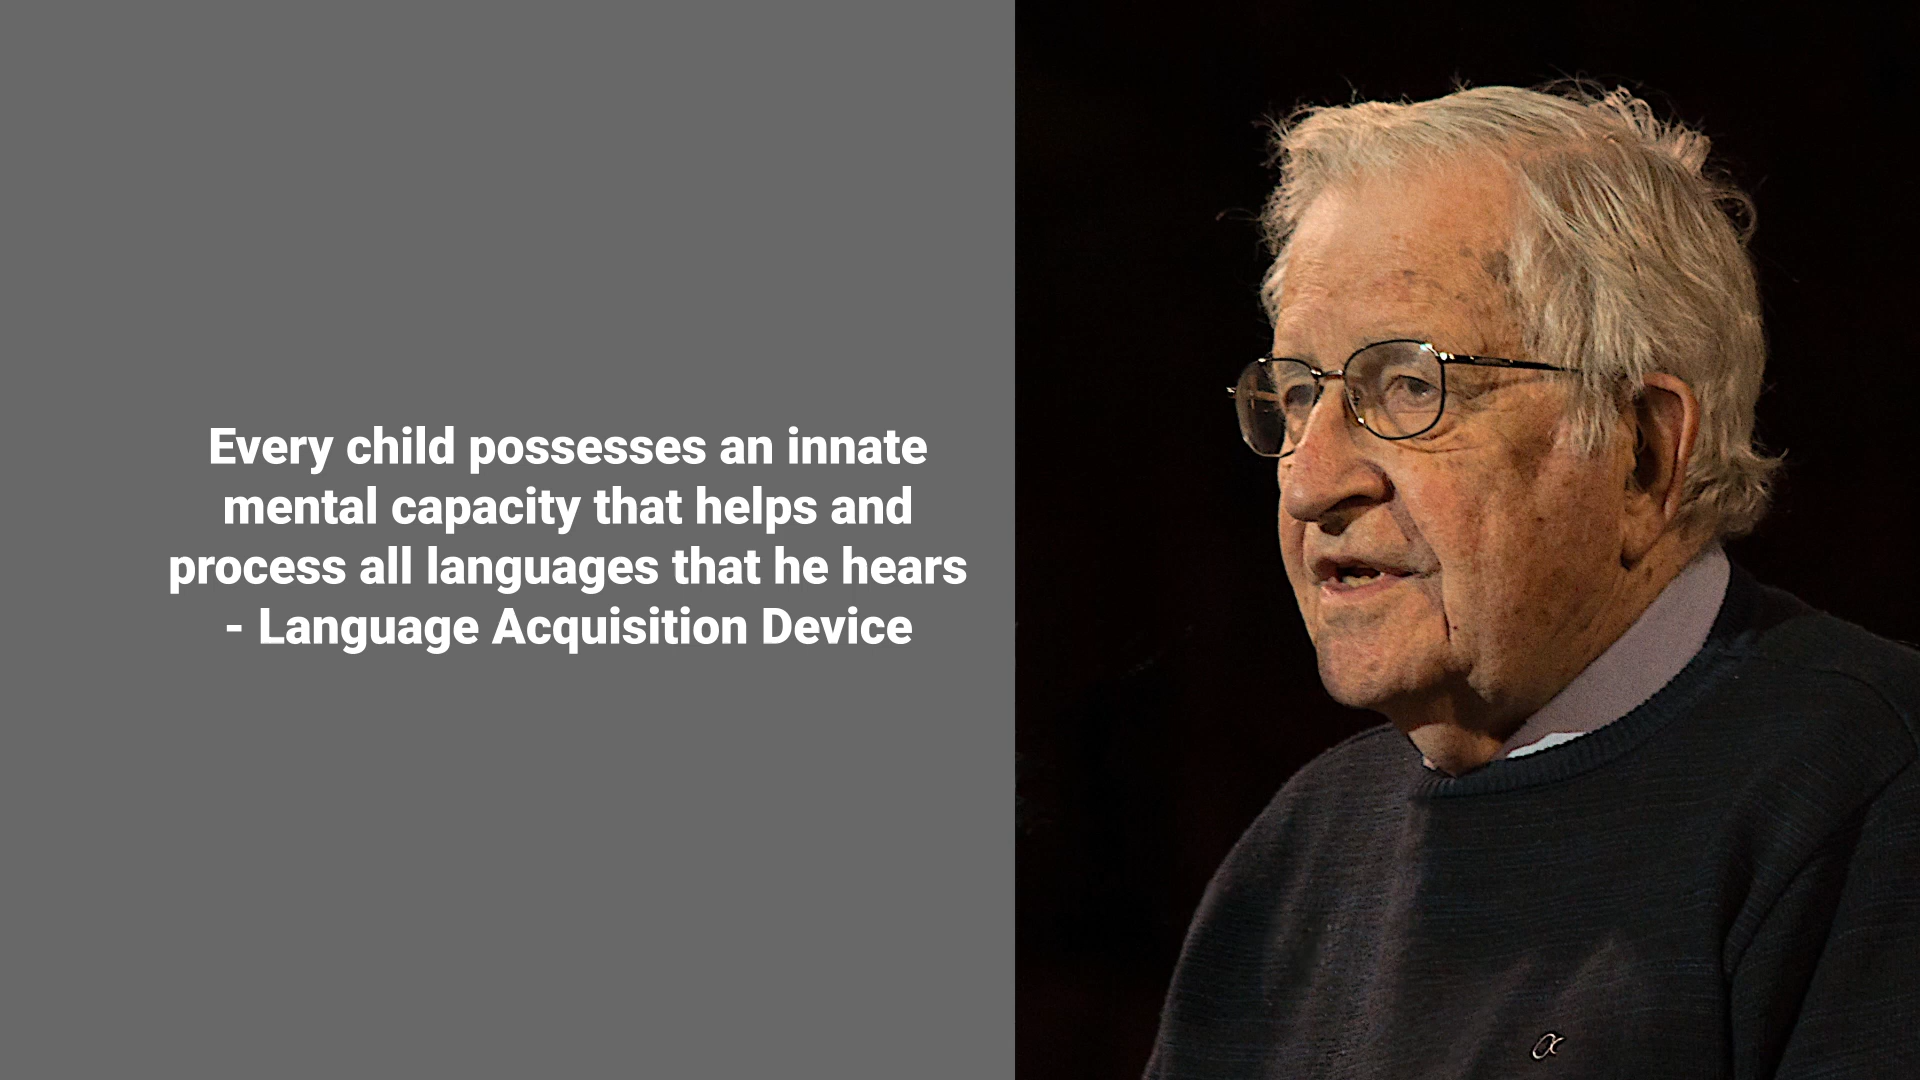 Every child possesses an innate
mental capacity that helps and
process all languages that he hears
- Language Acquisition Device